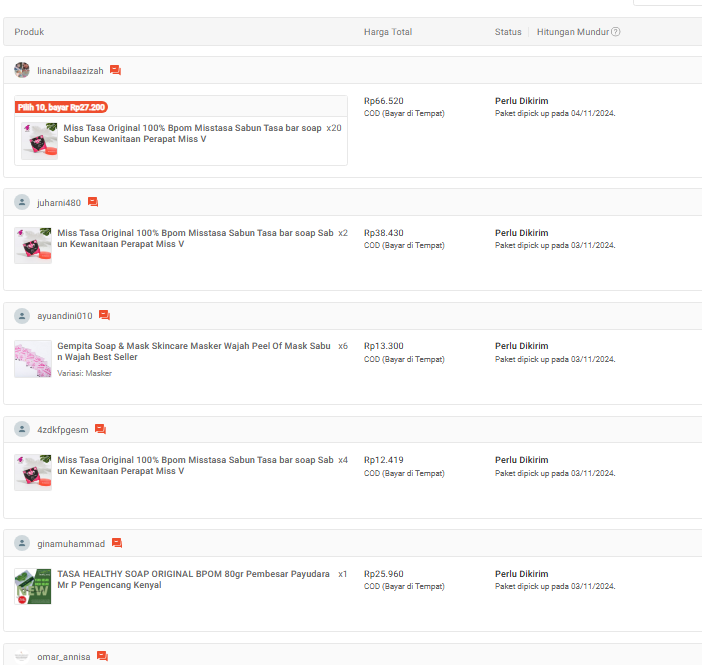 Produk Harga Total Status Hitungan Mundur
linanabilaazizah
Pilih 10, bayar Rp27.200
Miss Tasa Original 100% Bpom Misstasa Sabun Tasa bar soap x20
Sabun Kewanitaan Perapat Miss V
Rp66.520
COD (Bayar di Tempat)
Perlu Dikirim
Paket dipick up pada 04/11/2024.
juharni480
Miss Tasa Original 100% Bpom Misstasa Sabun Tasa bar soap Sab x2
un Kewanitaan Perapat Miss V
Rp38.430
COD (Bayar di Tempat)
Perlu Dikirim
Paket dipick up pada 03/11/2024.
ayuandini010
Gempita Soap & Mask Skincare Masker Wajah Peel Of Mask Sabu x6
n Wajah Best Seller
Variasi: Masker
Rp13.300
COD (Bayar di Tempat)
Perlu Dikirim
Paket dipick up pada 03/11/2024.
4zdkfpgesm
Miss Tasa Original 100% Bpom Misstasa Sabun Tasa bar soap Sab x4
un Kewanitaan Perapat Miss V
Rp12.419
COD (Bayar di Tempat)
Perlu Dikirim
Paket dipick up pada 03/11/2024.
ginamuhammad
NEW
TASA HEALTHY SOAP ORIGINAL BPOM 80gr Pembesar Payudara x1
Mr P Pengencang Kenyal
Rp25.960
COD (Bayar di Tempat)
Perlu Dikirim
Paket dipick up pada 03/11/2024.
omar_annisa